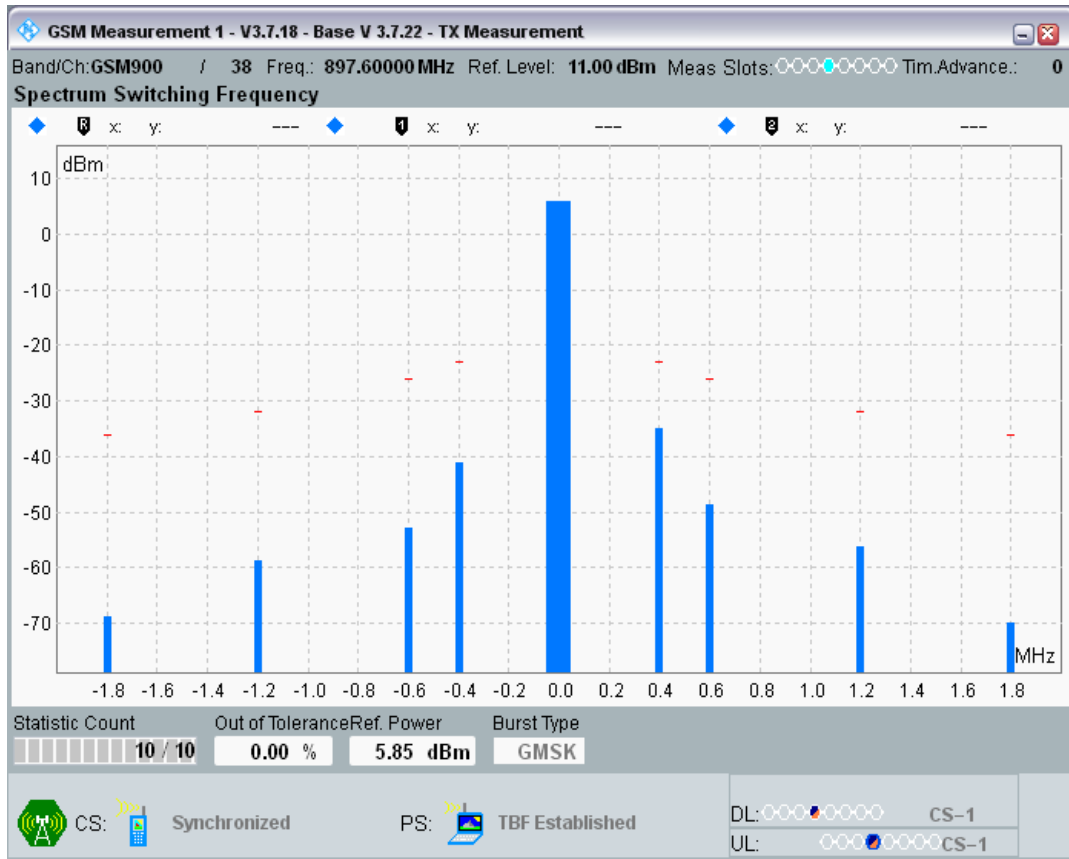 GSM Measurement 1 - V3.7.18 - Base V 3.7.22 - TX Measurement
Band/Ch:GSM900 / 38 Freq.: 897.60000 MHz Ref. Level: 11.00 dBm Meas Slots: Tim.Advance.: 0
Spectrum Switching Frequency
R x: y: --- 1 x: y: --- 2 x: y: ---
dBm
10
0
-10
-20
-30
-40
-50
-60
-70
MHz
-1.8 -1.6 -1.4 -1.2 -1.0 -0.8 -0.6 -0.4 -0.2 0.0 0.2 0.4 0.6 0.8 1.0 1.2 1.4 1.6 1.8
Statistic Count Out of Tolerance Ref. Power Burst Type
10 / 10 0.00 % 5.85 dBm GMSK
CS: Synchronized PS: TBF Established
DL: CS-1
UL: CS-1